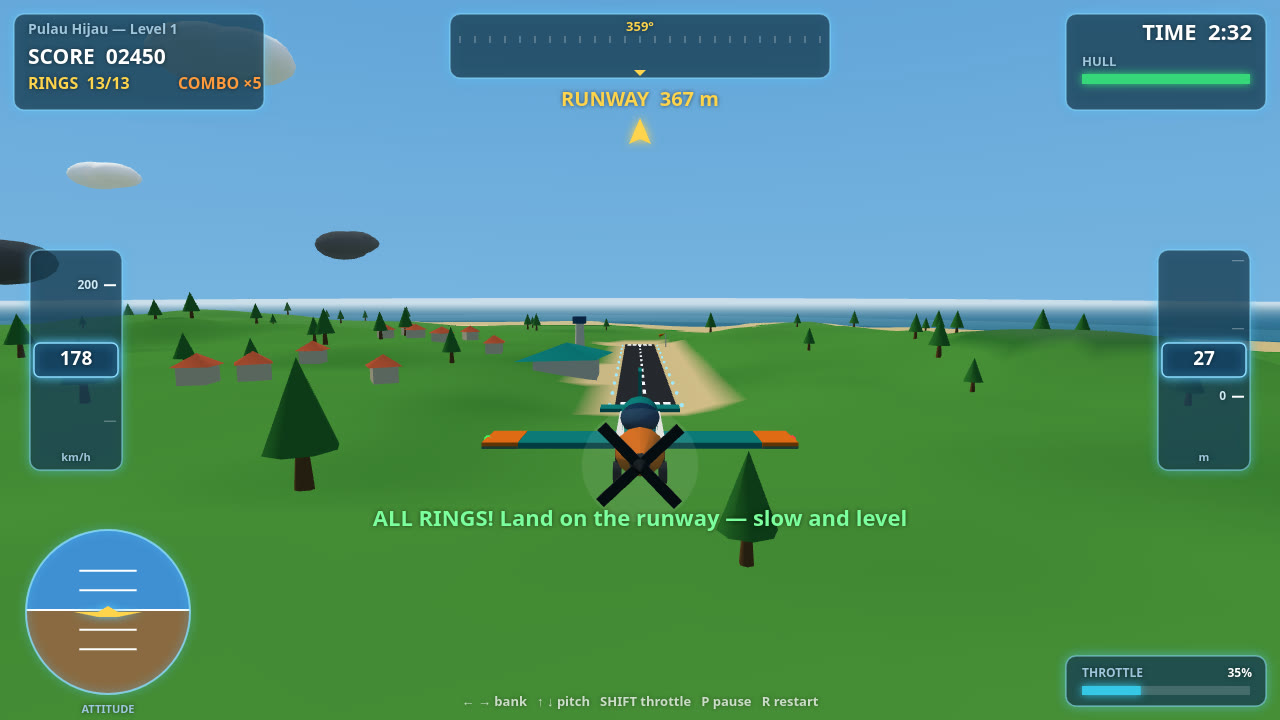 Pulau Hijau — Level 1
SCORE 02450
RINGS 13/13 COMBO ×5
359°
RUNWAY 367 m
TIME 2:32
HULL
200
178
km/h
27
0
m
ALL RINGS! Land on the runway — slow and level
ATTITUDE
← → bank ↑ ↓ pitch SHIFT throttle P pause R restart
THROTTLE 35%